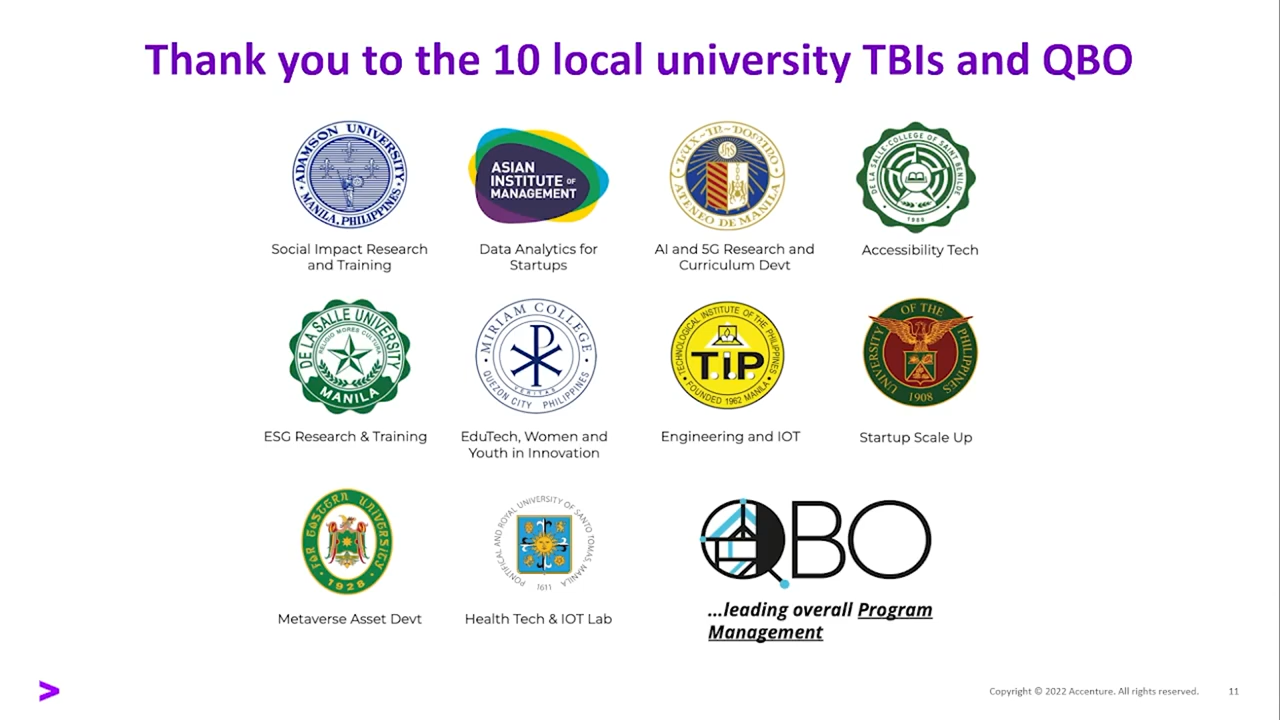 Thank you to the 10 local university TBIs and QBO
ADAMSON UNIVERSITY
MANILA, PHILIPPINES
ASIAN
INSTITUTE OF
MANAGEMENT
LUX-IN-DOMINO
ATENEO DE MANILA
DE LA SALLE-COLLEGE OF SAINT BENILDE
1988
Social Impact Research
and Training
Data Analytics for
Startups
AI and 5G Research and
Curriculum Devt
Accessibility Tech
DE LA SALLE UNIVERSITY
MANILA
MIRIAM COLLEGE
VERITAS
QUEZON CITY PHILIPPINES
TECHNOLOGICAL INSTITUTE OF THE PHILIPPINES
T.I.P.
FOUNDED 1962 MANILA
UNIVERSITY OF THE PHILIPPINES
1908
ESG Research & Training
EduTech, Women and
Youth in Innovation
Engineering and IOT
Startup Scale Up
FAR EASTERN UNIVERSITY
1928
PONTIFICAL AND ROYAL UNIVERSITY OF SANTO TOMAS MANILA
1611
QBO
Metaverse Asset Devt
Health Tech & IOT Lab
...leading overall Program
Management
>
Copyright © 2022 Accenture. All rights reserved. 11